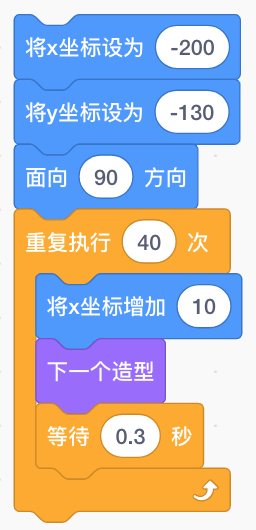 将x坐标设为 -200
将y坐标设为 -130
面向 90 方向
重复执行 40 次
将x坐标增加 10
下一个造型
等待 0.3 秒